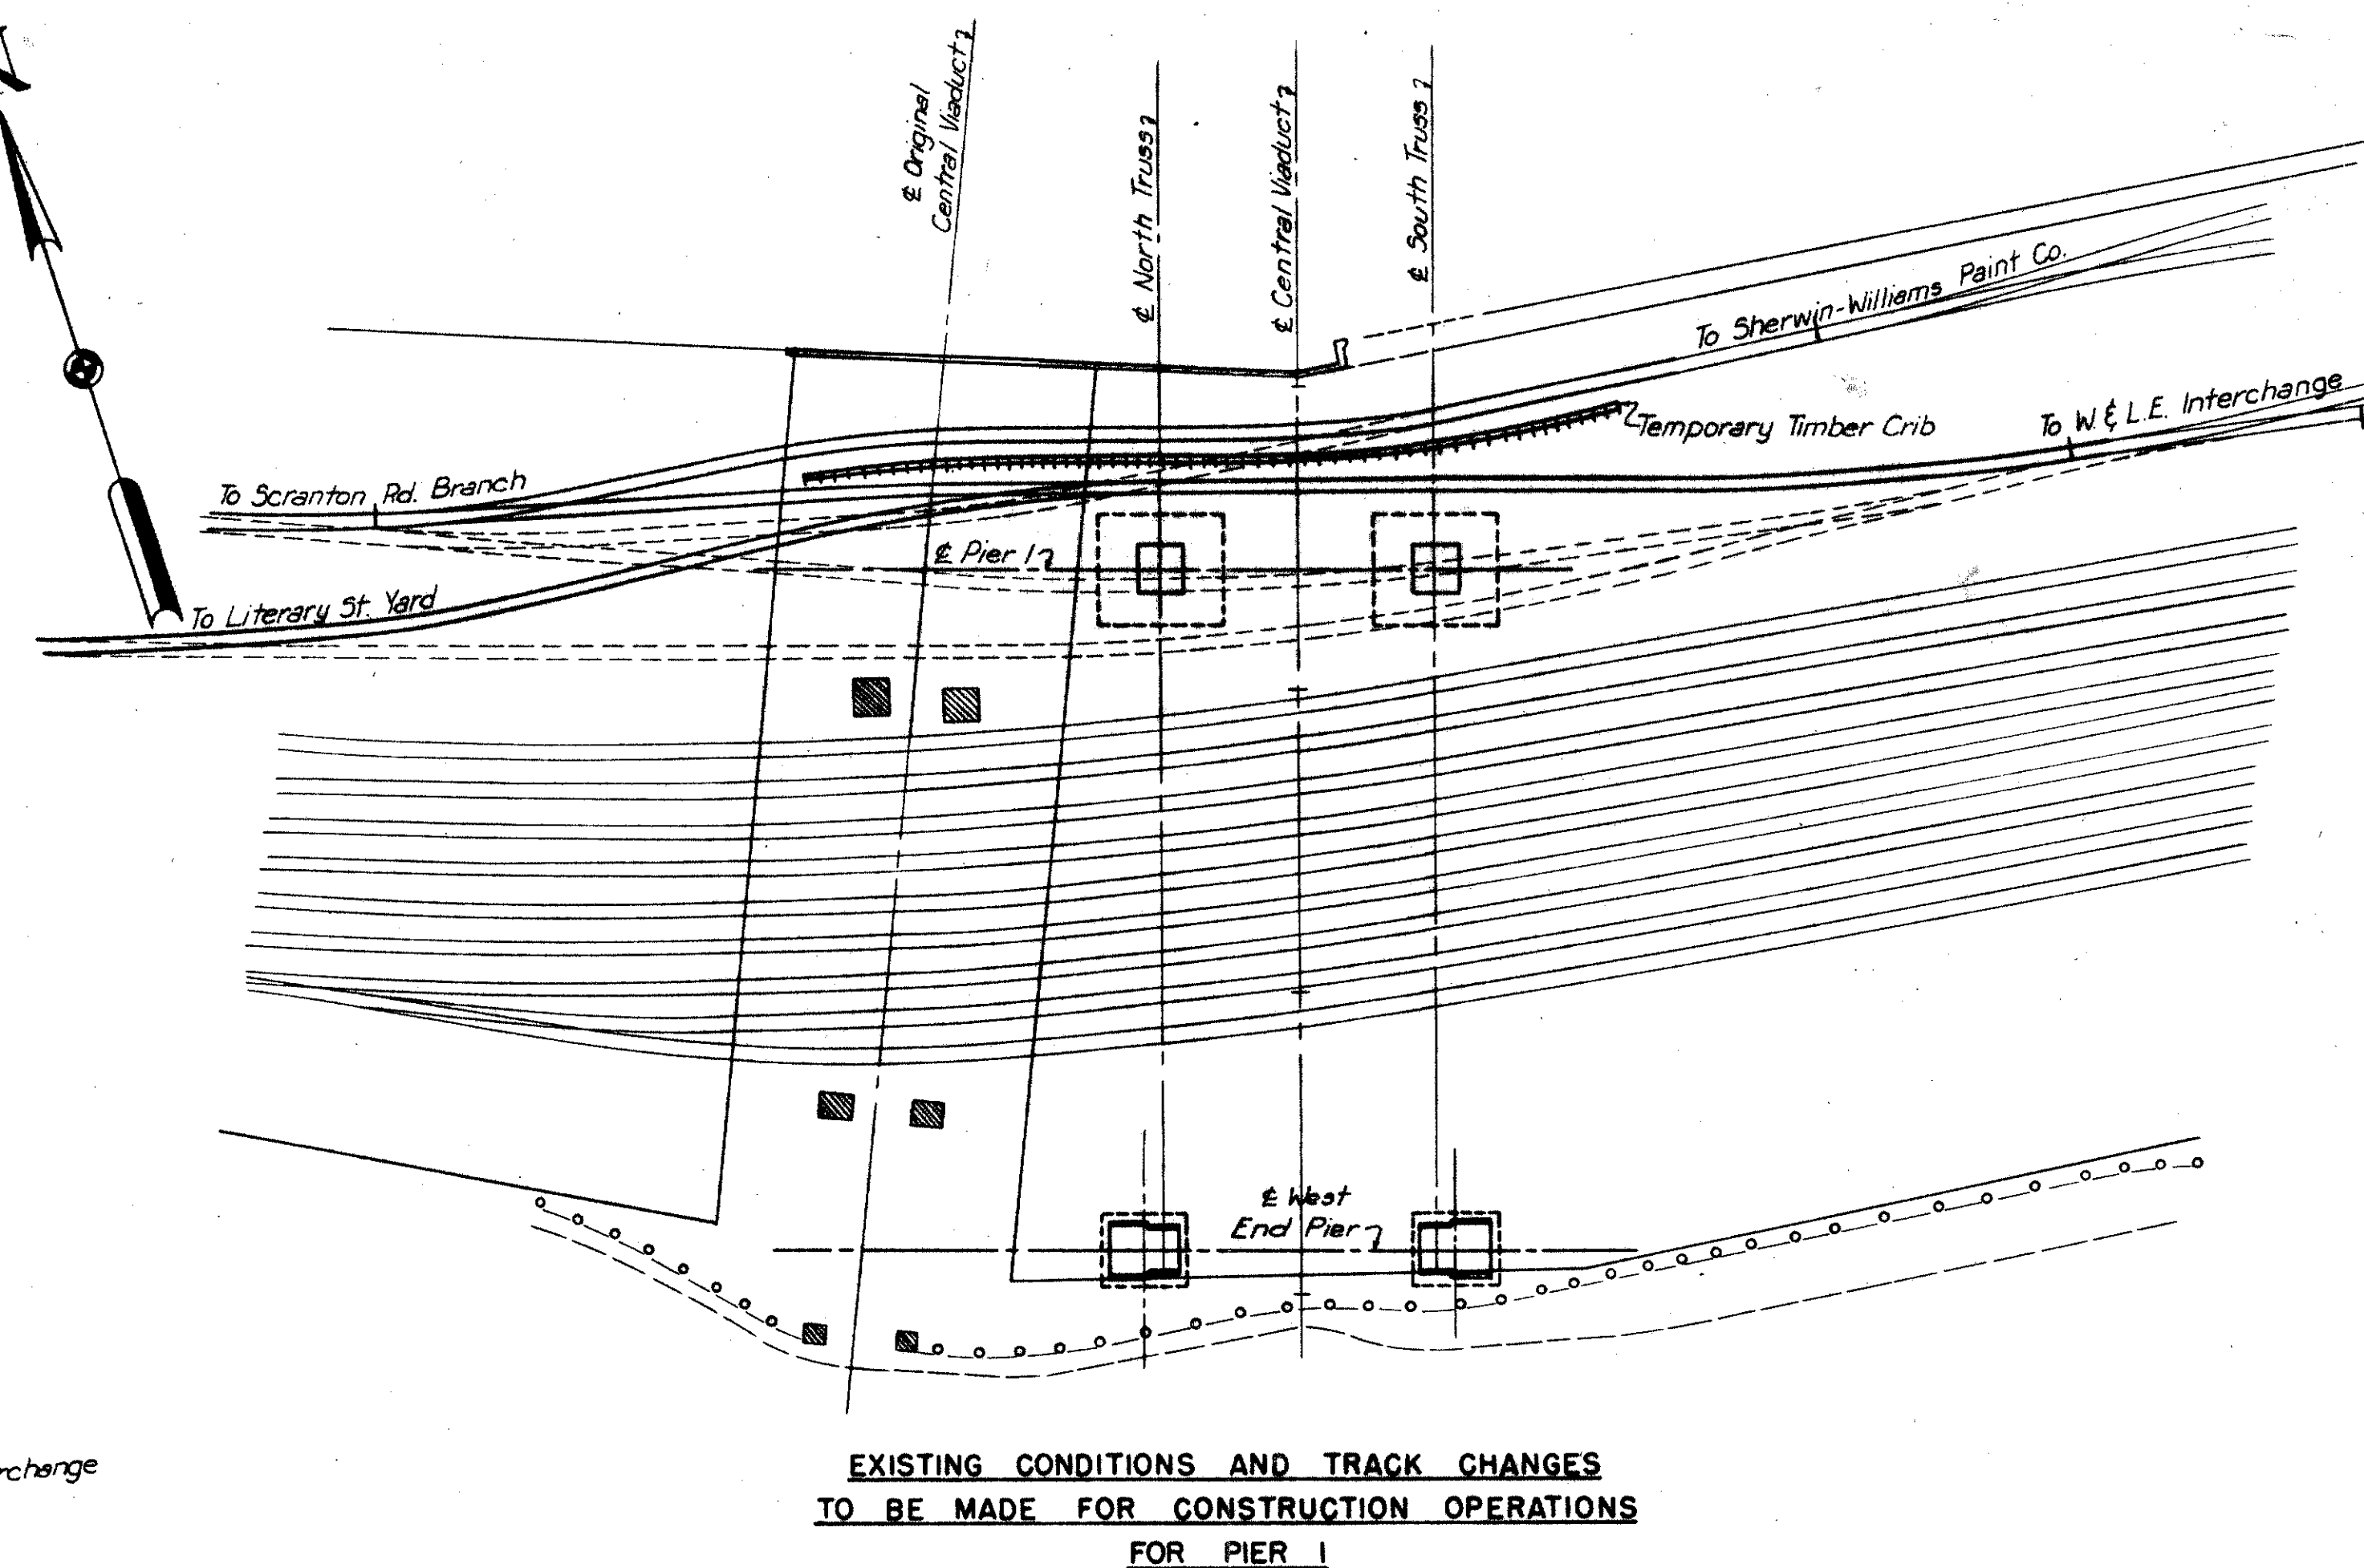 N
℄ Original
Central Viaduct
℄ North Truss
℄ Central Viaduct
℄ South Truss
To Sherwin-Williams Paint Co.
Temporary Timber Crib
To W. & L.E. Interchange
To Scranton Rd. Branch
℄ Pier 1
To Literary St. Yard
℄ West
End Pier
rchange
EXISTING CONDITIONS AND TRACK CHANGES
TO BE MADE FOR CONSTRUCTION OPERATIONS
FOR PIER 1